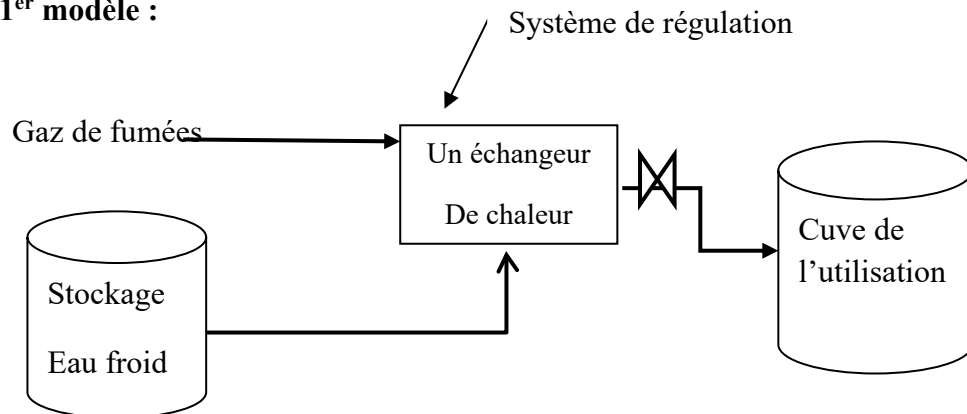 1er modèle :
Système de régulation
Gaz de fumées
Un échangeur
De chaleur
Cuve de
l’utilisation
Stockage
Eau froid